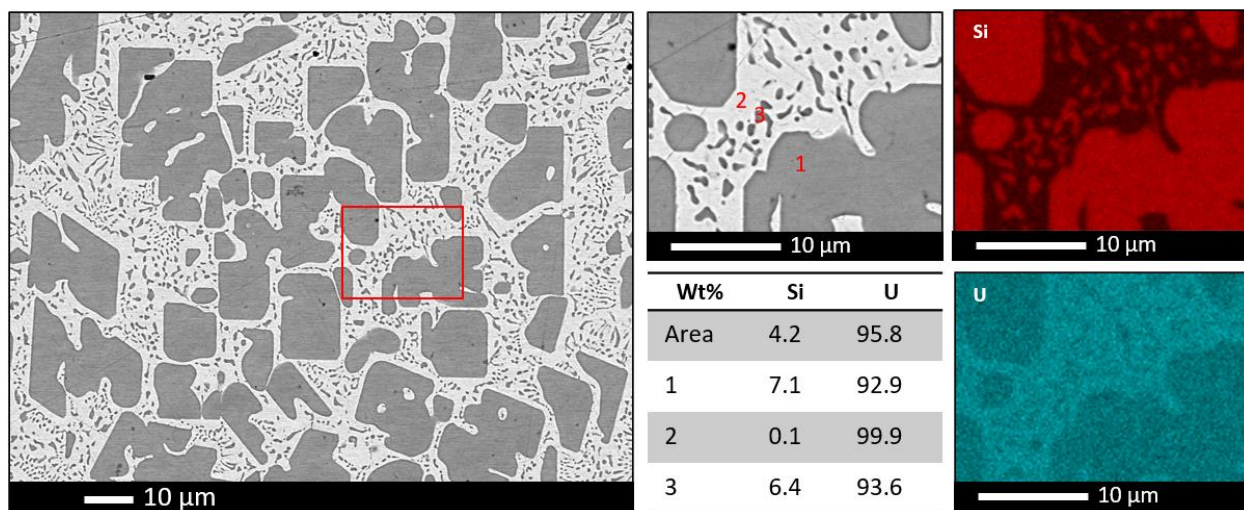 10 µm
2
3
1
10 µm
Si
10 µm
Wt% Si U
Area 4.2 95.8
1 7.1 92.9
2 0.1 99.9
3 6.4 93.6
U
10 µm